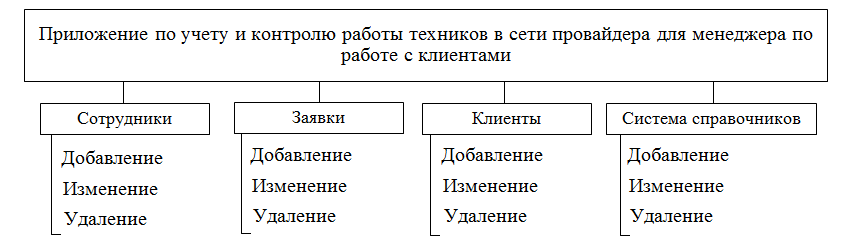 Приложение по учету и контролю работы техников в сети провайдера для менеджера по
работе с клиентами
Сотрудники
Добавление
Изменение
Удаление
Заявки
Добавление
Изменение
Удаление
Клиенты
Добавление
Изменение
Удаление
Система справочников
Добавление
Изменение
Удаление